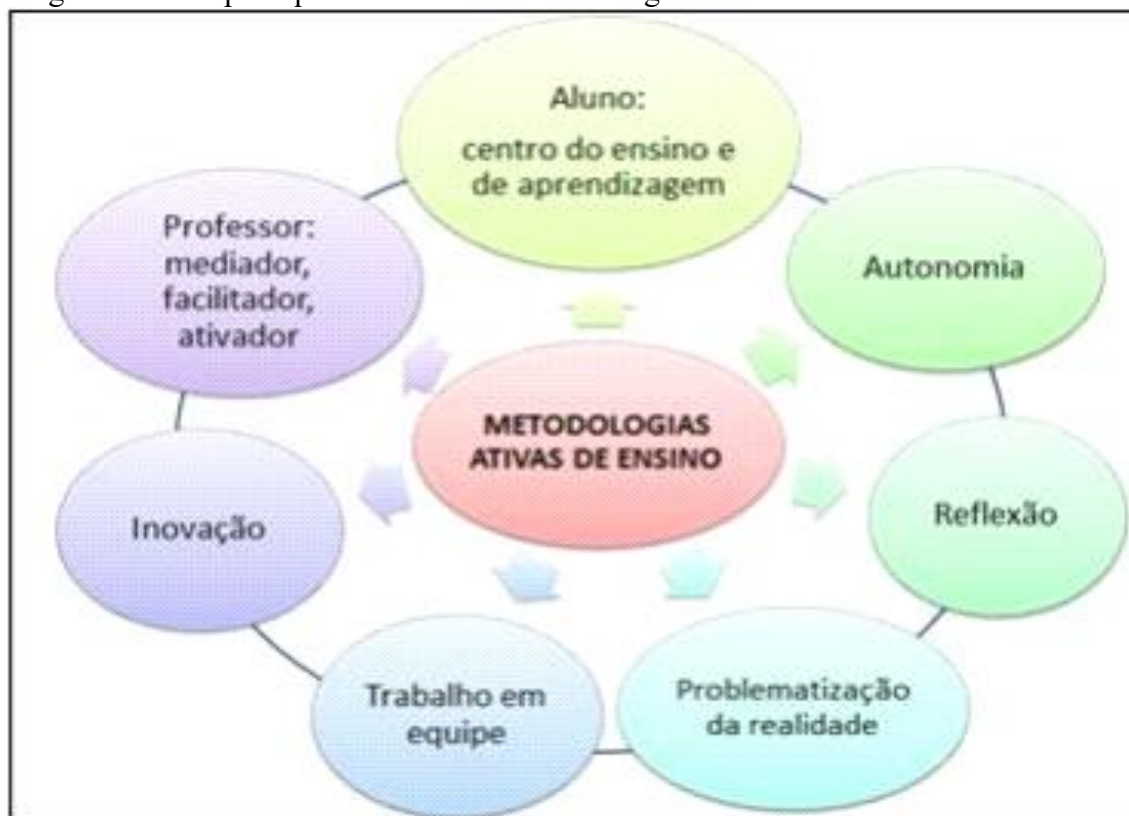 Aluno:
centro do ensino e
de aprendizagem
Autonomia
Reflexão
Problematização
da realidade
Trabalho em
equipe
Inovação
Professor:
mediador,
facilitador,
ativador
METODOLOGIAS
ATIVAS DE ENSINO